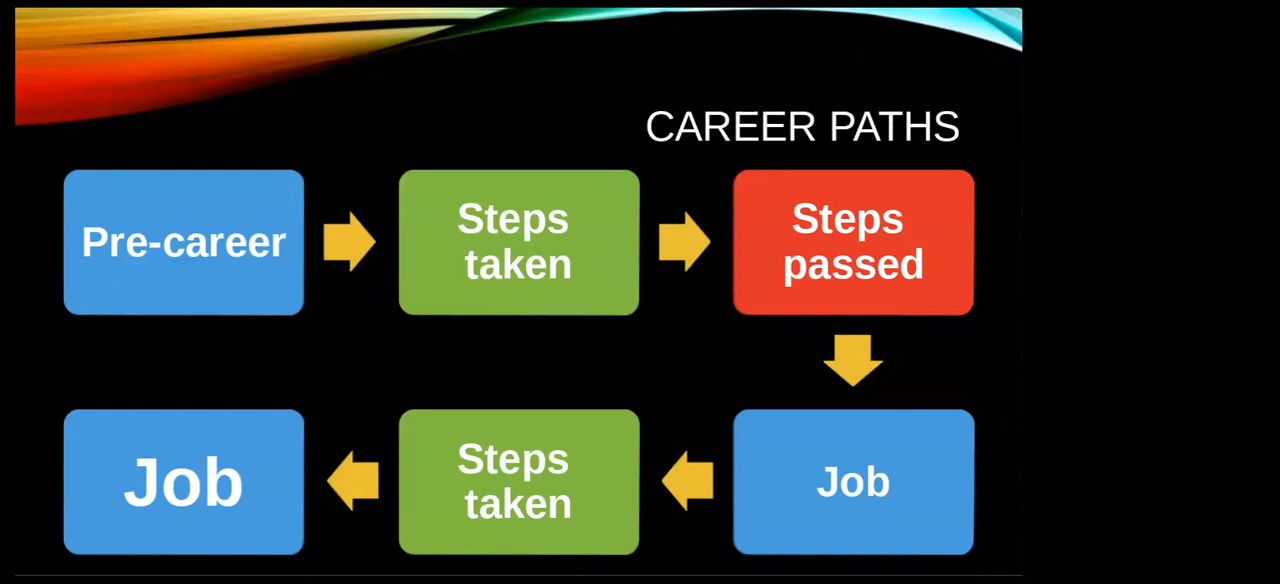 CAREER PATHS
Pre-career
Steps
taken
Steps
passed
Job
Steps
taken
Job